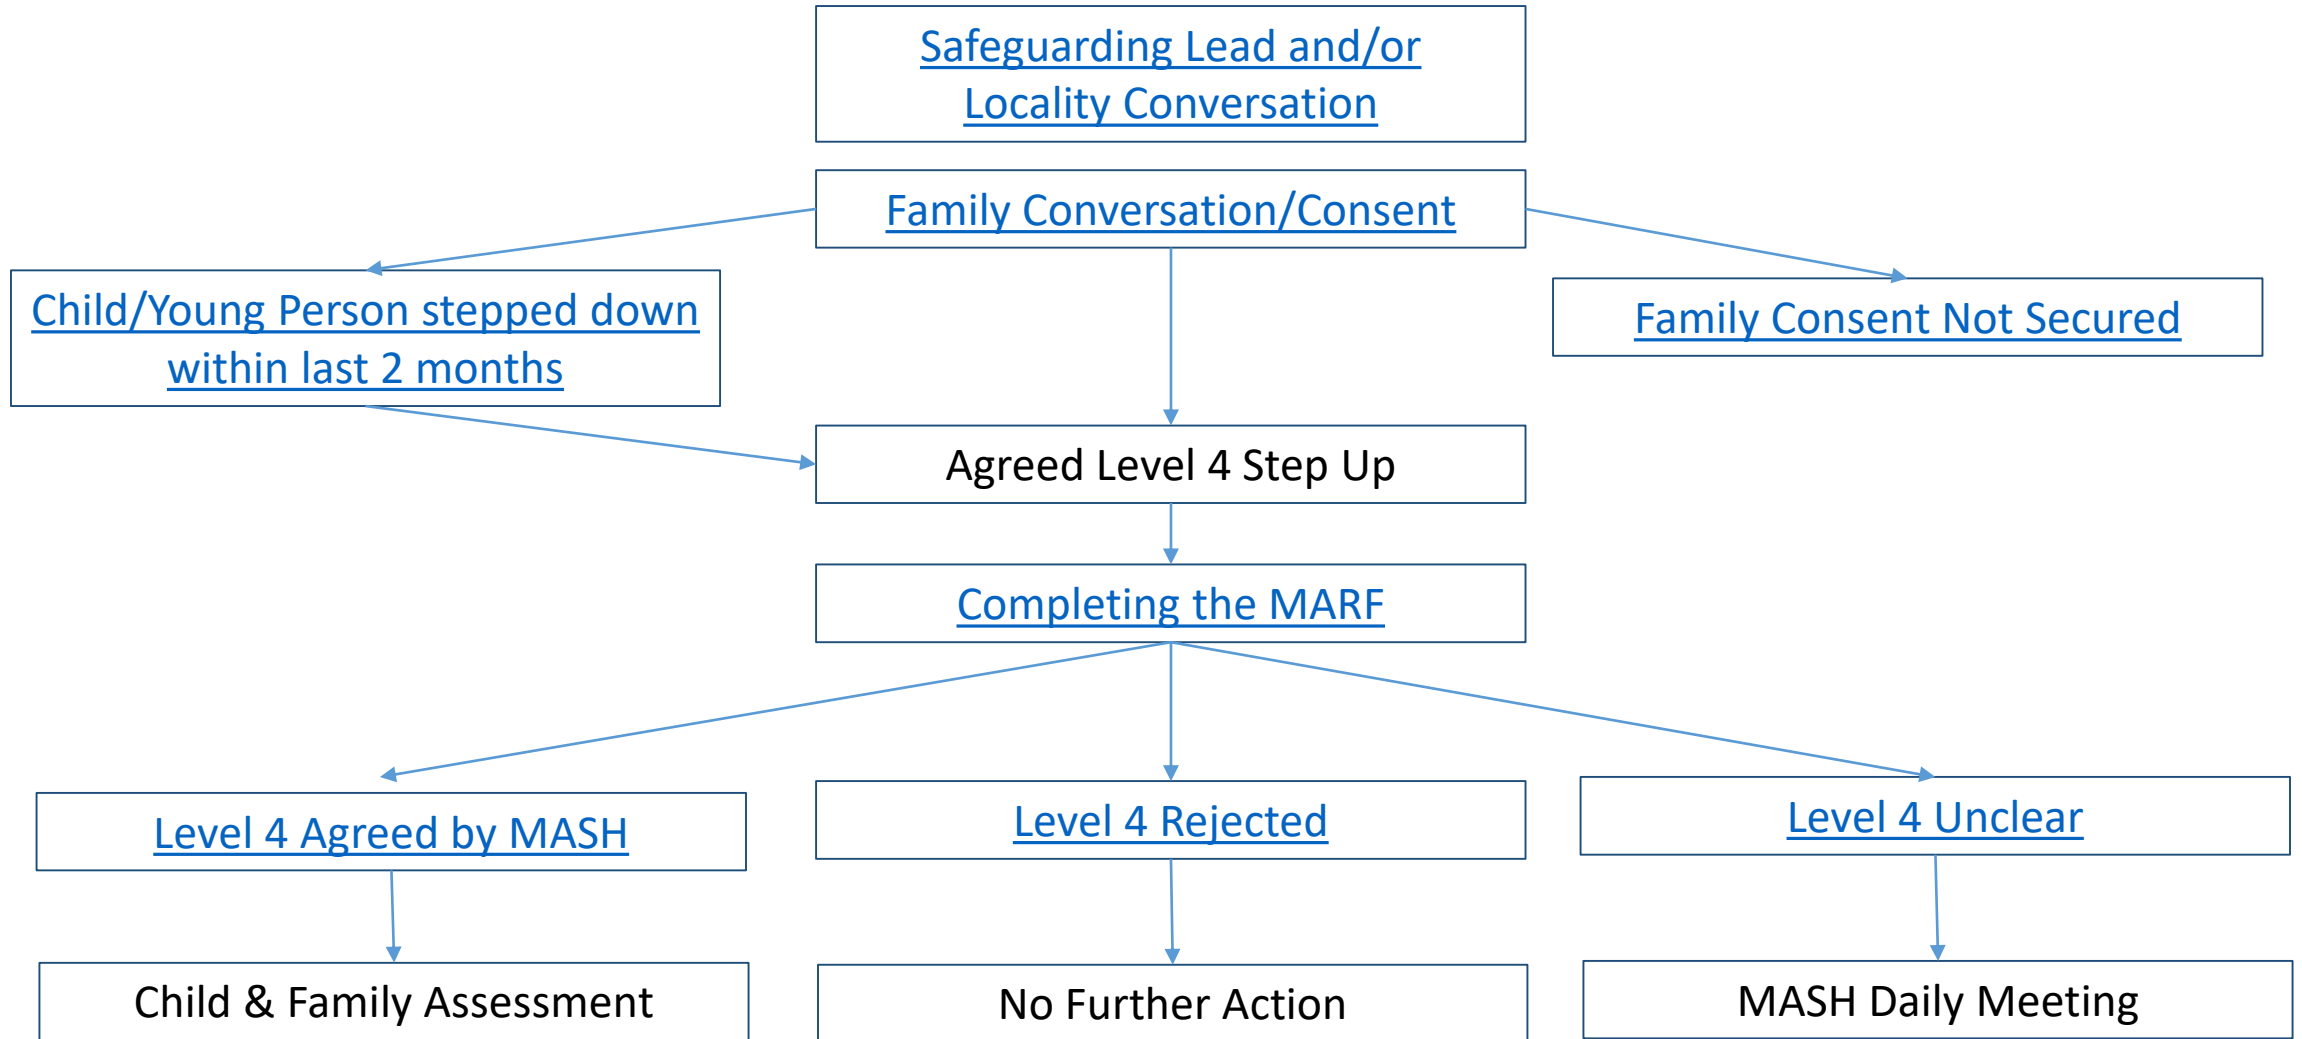 Safeguarding Lead and/or
Locality Conversation
Family Conversation/Consent
Child/Young Person stepped down
within last 2 months
Family Consent Not Secured
Agreed Level 4 Step Up
Completing the MARF
Level 4 Agreed by MASH
Level 4 Rejected
Level 4 Unclear
Child & Family Assessment
No Further Action
MASH Daily Meeting